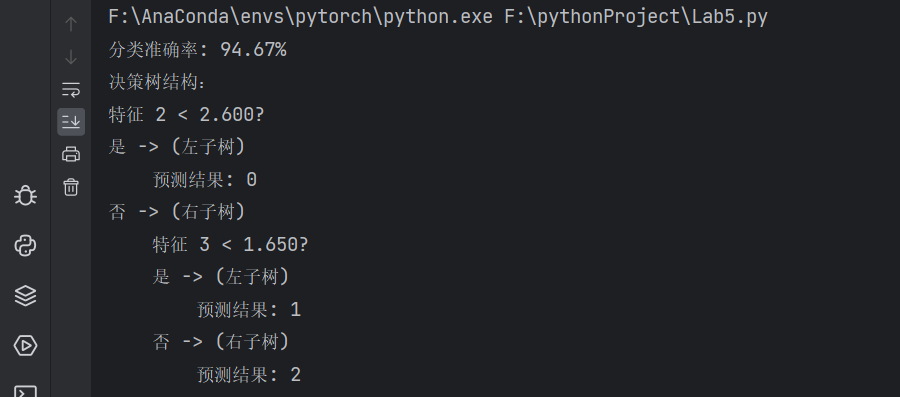 F:\AnaConda\envs\pytorch\python.exe F:\pythonProject\Lab5.py
分类准确率: 94.67%
决策树结构:
特征 2 < 2.600?
是 -> (左子树)
    预测结果: 0
否 -> (右子树)
    特征 3 < 1.650?
    是 -> (左子树)
        预测结果: 1
    否 -> (右子树)
        预测结果: 2